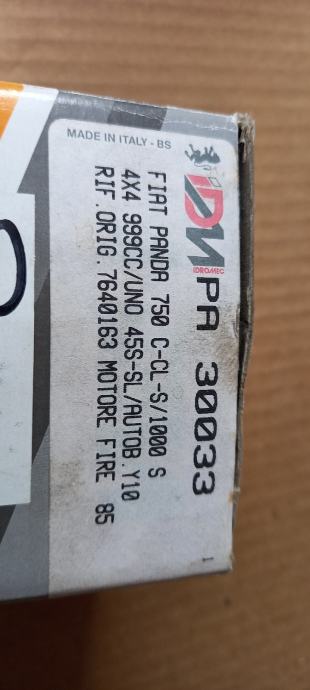 MADE IN ITALY - BS
IDM
IDROMEC
PA 30033
FIAT PANDA 750 C-CL-S/1000 S
4X4 999CC/UNO 45S-SL/AUTOB.Y10
RIF.ORIG. 7640163 MOTORE FIRE 85
1